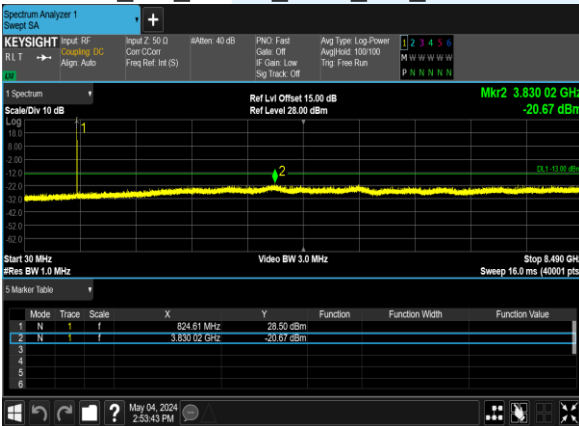 Spectrum Analyzer 1
Swept SA
+
KEYSIGHT Input: RF Input Z: 50 Ω #Atten: 40 dB PNO: Fast Avg Type: Log-Power 1 2 3 4 5 6
RLT Coupling: DC Corr CCorr Gate: Off Avg|Hold: 100/100 M W W W W W
Align: Auto Freq Ref: Int (S) IF Gain: Low Trig: Free Run
Sig Track: Off P N N N N N
LVI
1 Spectrum Mkr2 3.830 02 GHz
Ref Lvl Offset 15.00 dB
Scale/Div 10 dB Ref Level 28.00 dBm -20.67 dBm
Log
1
18.0
8.00
-2.00
2
-12.0 DL1 -13.00 dBm
-22.0
-32.0
-42.0
-52.0
-62.0
Start 30 MHz Video BW 3.0 MHz Stop 8.490 GHz
#Res BW 1.0 MHz Sweep 16.0 ms (40001 pts)
5 Marker Table
Mode Trace Scale X Y Function Function Width Function Value
1 N 1 f 824.61 MHz 28.50 dBm
2 N 1 f 3.830 02 GHz -20.67 dBm
3
4
5
6
? May 04, 2024
2:53:43 PM